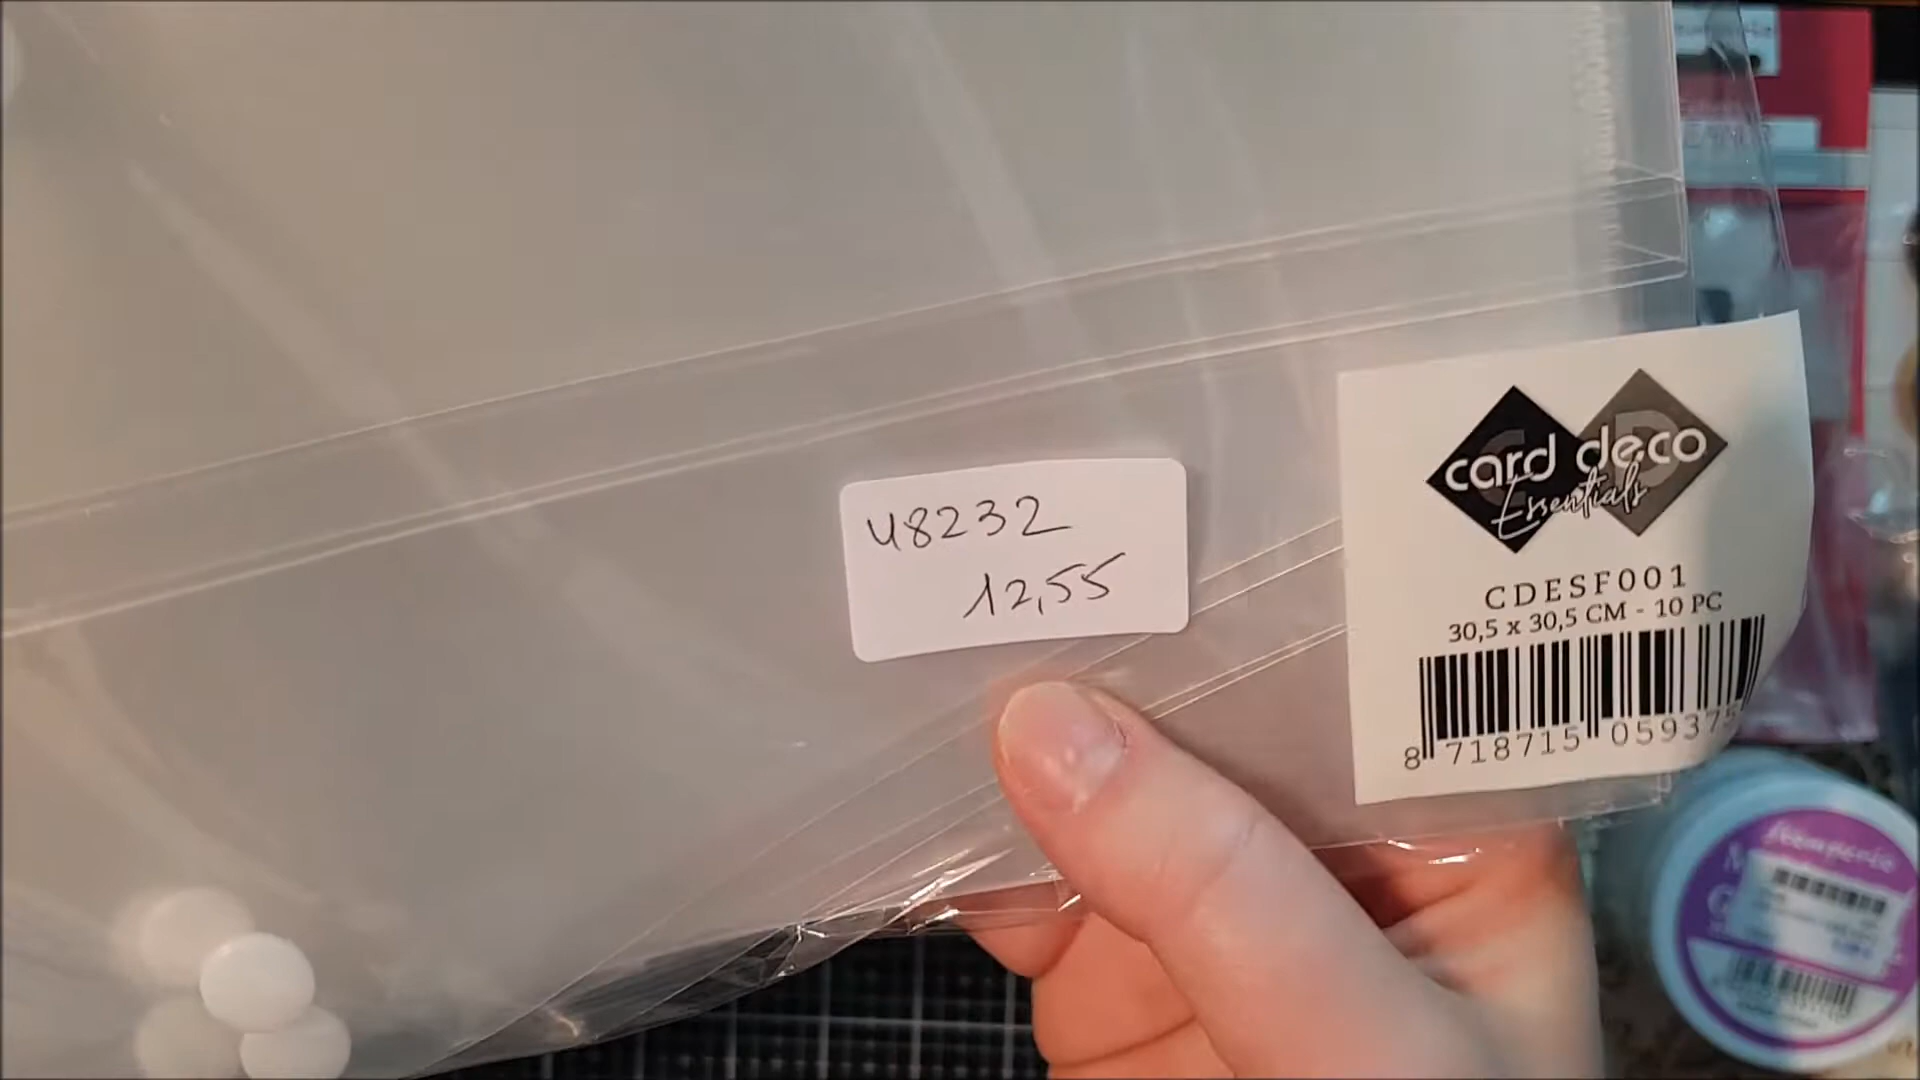 U8232
12,55
card deco
Essentials
CDESF001
30,5 x 30,5 CM - 10 PC
8 718715 05937